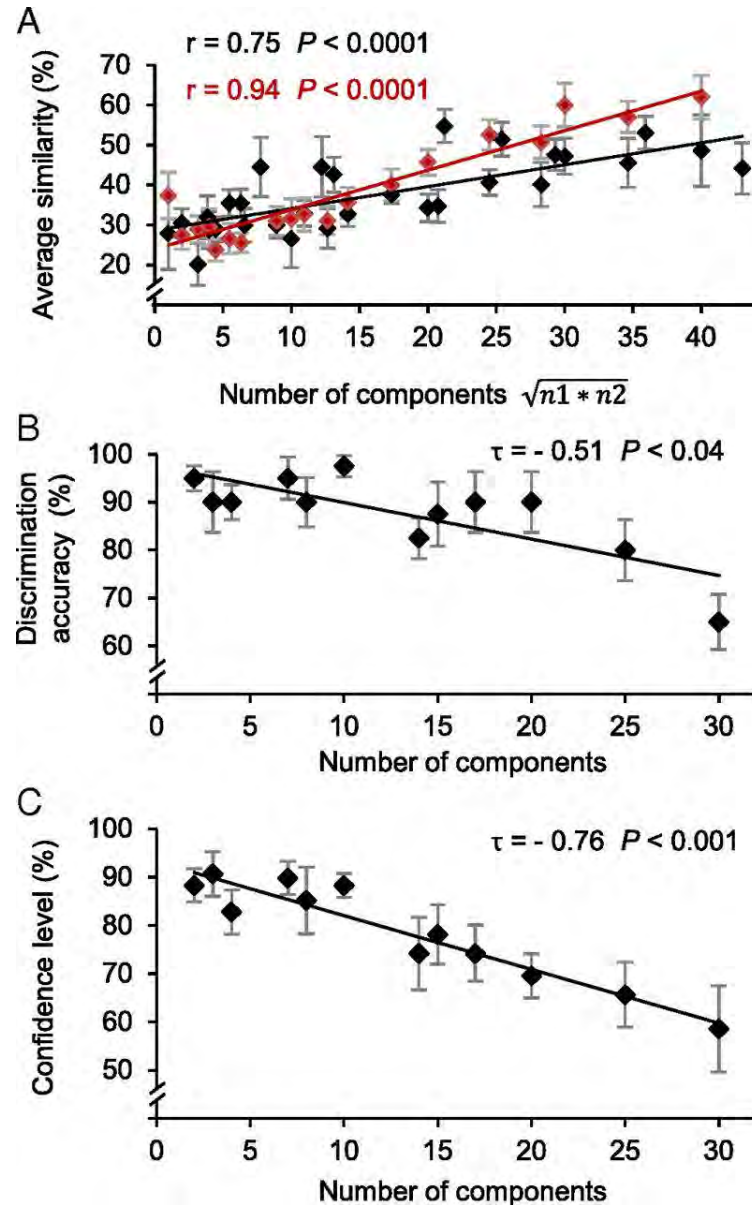 A
r = 0.75 P < 0.0001
r = 0.94 P < 0.0001
70
60
50
40
30
20
Average similarity (%)
0 5 10 15 20 25 30 35 40
Number of components √n1 * n2
B
τ = - 0.51 P < 0.04
100
90
80
70
60
Discrimination
accuracy (%)
0 5 10 15 20 25 30
Number of components
C
τ = - 0.76 P < 0.001
100
90
80
70
60
50
Confidence level (%)
0 5 10 15 20 25 30
Number of components